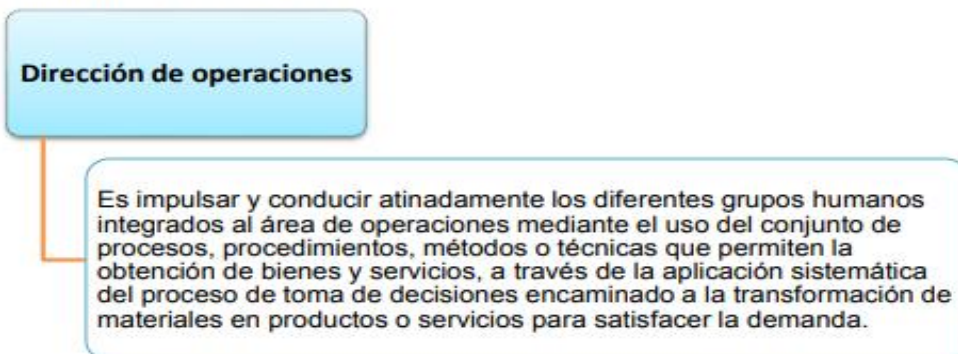 Dirección de operaciones
Es impulsar y conducir atinadamente los diferentes grupos humanos
integrados al área de operaciones mediante el uso del conjunto de
procesos, procedimientos, métodos o técnicas que permiten la
obtención de bienes y servicios, a través de la aplicación sistemática
del proceso de toma de decisiones encaminado a la transformación de
materiales en productos o servicios para satisfacer la demanda.